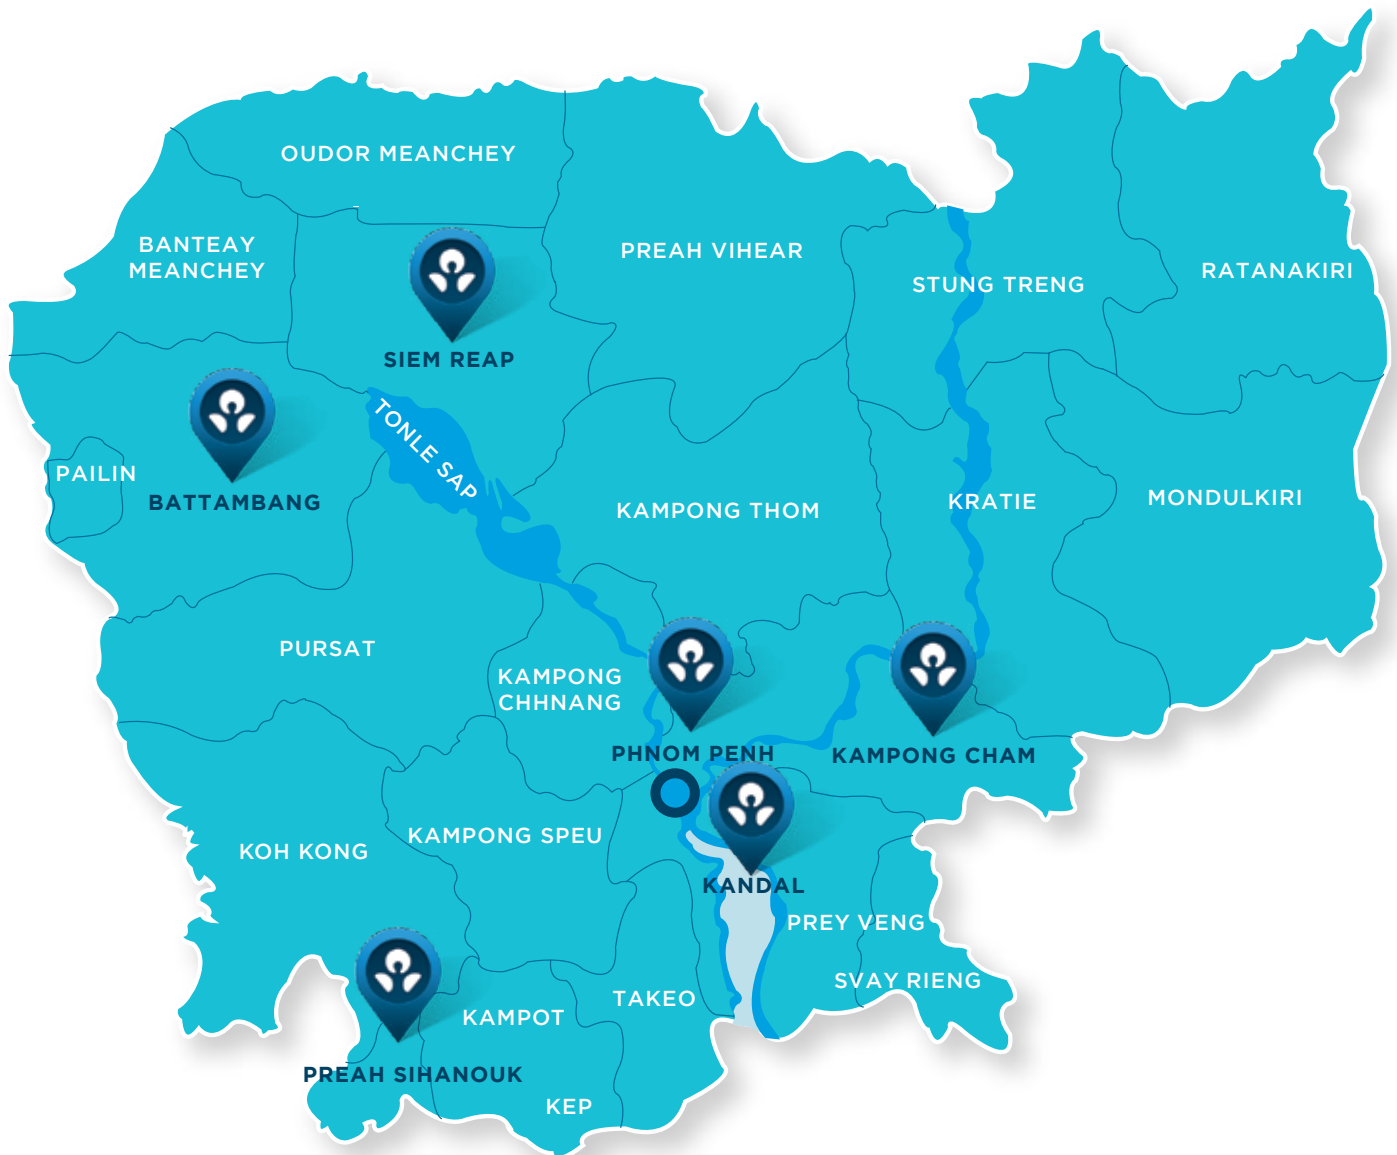 OUDOR MEANCHEY
BANTEAY
MEANCHEY
PREAH VIHEAR
STUNG TRENG
RATANAKIRI
SIEM REAP
TONLE SAP
PAILIN
BATTAMBANG
KAMPONG THOM
KRATIE
MONDULKIRI
PURSAT
KAMPONG
CHHNANG
PHNOM PENH
KAMPONG CHAM
KOH KONG
KAMPONG SPEU
KANDAL
PREY VENG
SVAY RIENG
TAKEO
KAMPOT
PREAH SIHANOUK
KEP